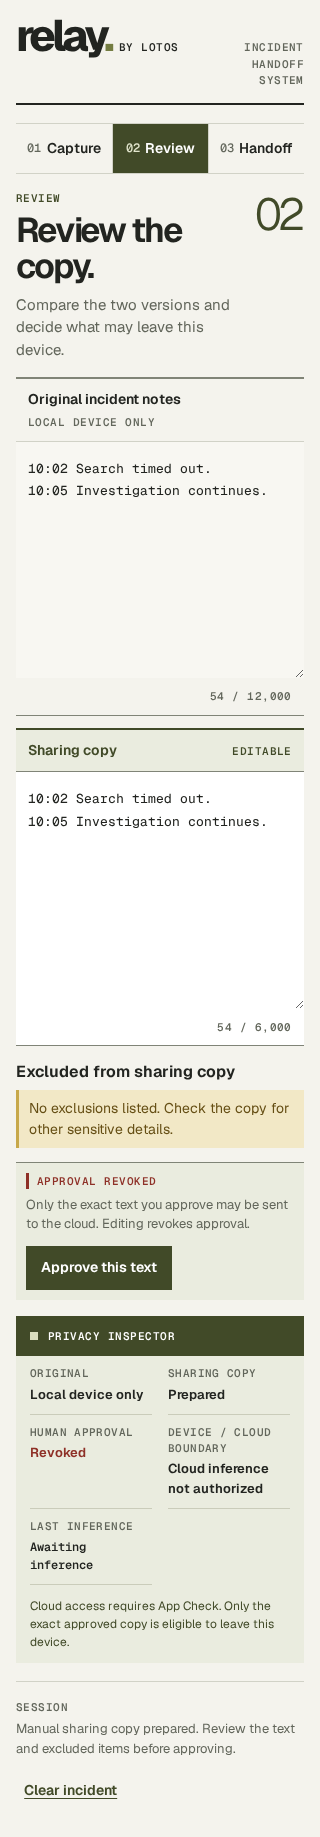 relay. BY LOTOS
INCIDENT
HANDOFF
SYSTEM
01 Capture
02 Review
03 Handoff
REVIEW
02
Review the
copy.
Compare the two versions and
decide what may leave this
device.
Original incident notes
LOCAL DEVICE ONLY
10:02 Search timed out.
10:05 Investigation continues.
54 / 12,000
Sharing copy
EDITABLE
10:02 Search timed out.
10:05 Investigation continues.
54 / 6,000
Excluded from sharing copy
No exclusions listed. Check the copy for
other sensitive details.
APPROVAL REVOKED
Only the exact text you approve may be sent
to the cloud. Editing revokes approval.
Approve this text
PRIVACY INSPECTOR
ORIGINAL
Local device only
SHARING COPY
Prepared
HUMAN APPROVAL
Revoked
DEVICE / CLOUD
BOUNDARY
Cloud inference
not authorized
LAST INFERENCE
Awaiting
inference
Cloud access requires App Check. Only the
exact approved copy is eligible to leave this
device.
SESSION
Manual sharing copy prepared. Review the text
and excluded items before approving.
Clear incident